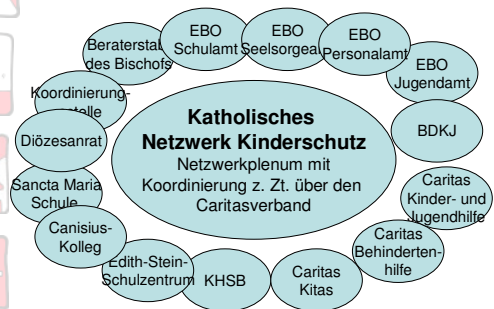 Katholisches
Netzwerk Kinderschutz
Netzwerkplenum mit
Koordinierung z. Zt. über den
Caritasverband
Beraterstab
des Bischofs
EBO
Schulamt
EBO
EBO
Personalamt
EBO
Jugendamt
BDKJ
Caritas
Kinder- und
Jugendhilfe
Caritas
Behinderten-
hilfe
Caritas
Kitas
KHSB
Edith-Stein-
Schulzentrum
Canisius-
Kolleg
Sancta Maria
Schule
Diözesanrat
Koordinierung-